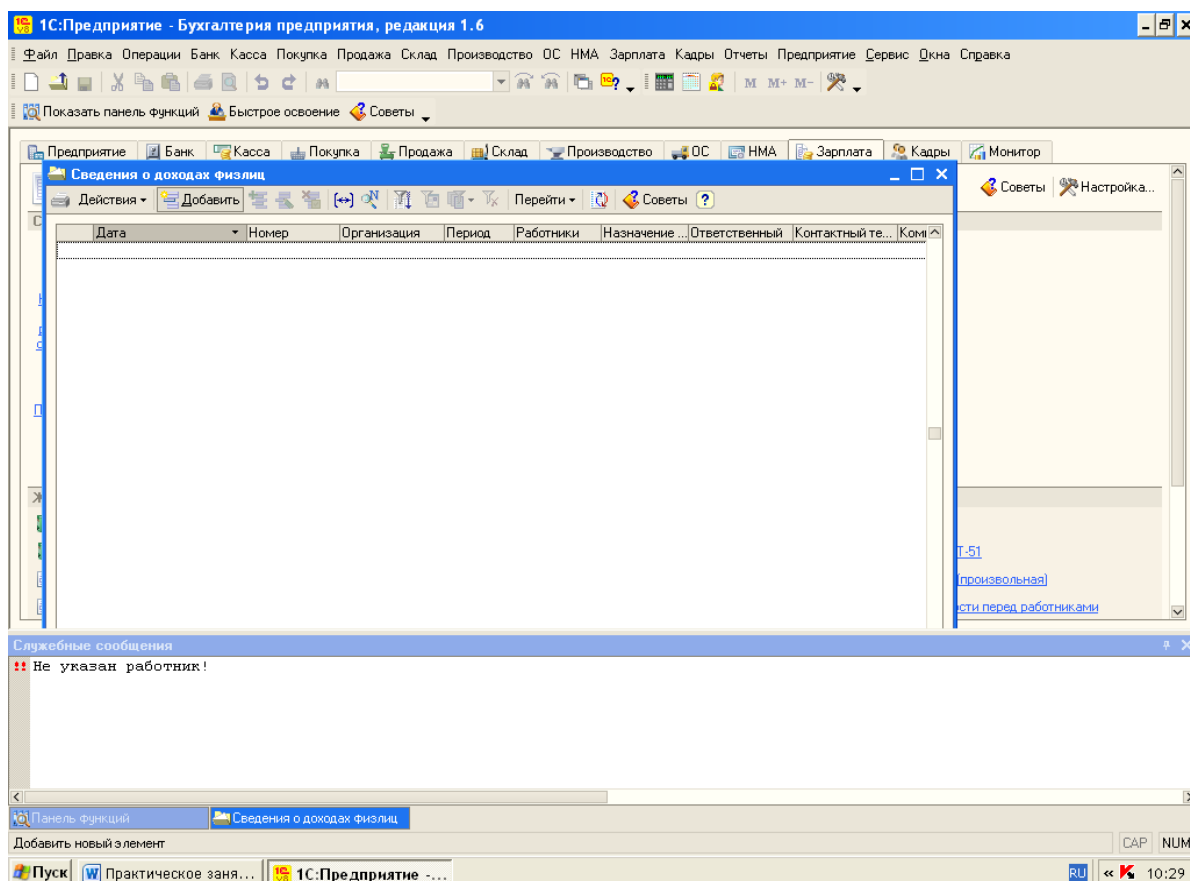 1С:Предприятие - Бухгалтерия предприятия, редакция 1.6
Файл Правка Операции Банк Касса Покупка Продажа Склад Производство ОС НМА Зарплата Кадры Отчеты Предприятие Сервис Окна Справка
M M+ M-
Показать панель функций Быстрое освоение Советы
Предприятие Банк Касса Покупка Продажа Склад Производство ОС НМА Зарплата Кадры Монитор
Сведения о доходах физлиц
Советы Настройка...
Действия Добавить Перейти Советы ?
Дата Номер Организация Период Работники Назначение ... Ответственный Контактный те...
Т-51
(произвольная)
сти перед работниками
Служебные сообщения
!! Не указан работник!
Панель функций Сведения о доходах физлиц
Добавить новый элемент CAP NUM
Пуск Практическое заня... 1С:Предприятие -... RU « 10:29